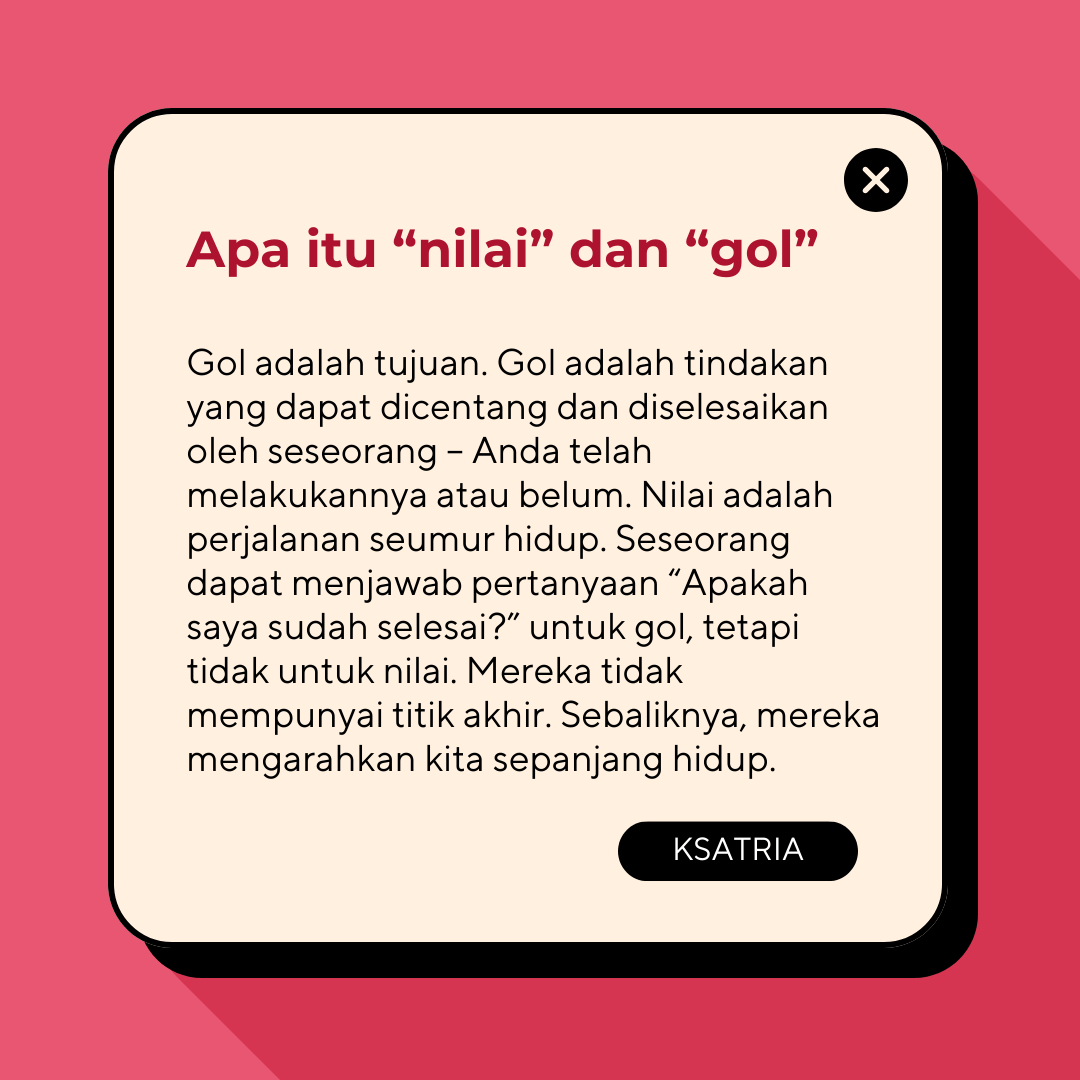 Apa itu “nilai” dan “gol”
Gol adalah tujuan. Gol adalah tindakan
yang dapat dicentang dan diselesaikan
oleh seseorang – Anda telah
melakukannya atau belum. Nilai adalah
perjalanan seumur hidup. Seseorang
dapat menjawab pertanyaan “Apakah
saya sudah selesai?” untuk gol, tetapi
tidak untuk nilai. Mereka tidak
mempunyai titik akhir. Sebaliknya, mereka
mengarahkan kita sepanjang hidup.
KSATRIA